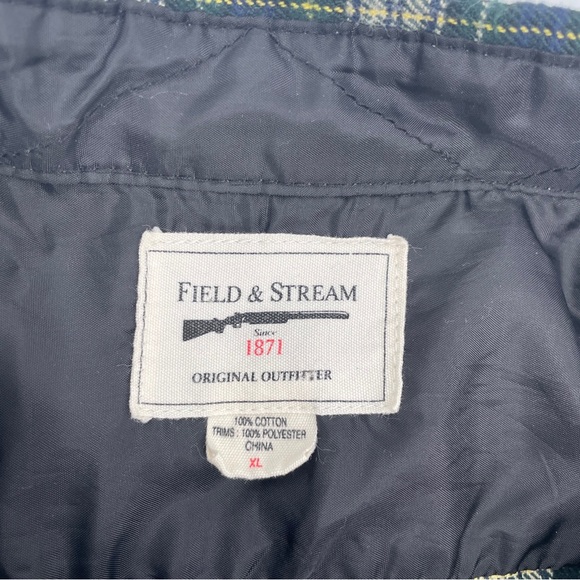 FIELD & STREAM
Since
1871
ORIGINAL OUTFITTER
100% COTTON
TRIMS: 100% POLYESTER
CHINA
XL